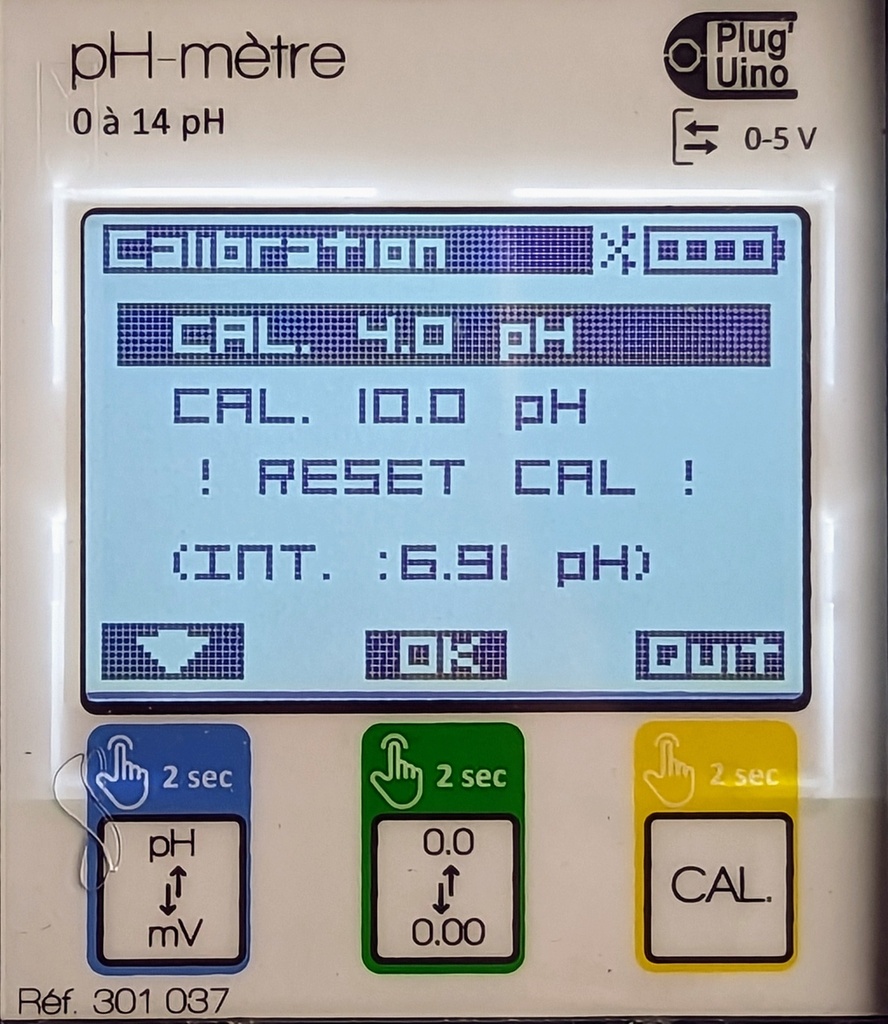 pH-mètre
Plug'
Uino
0 à 14 pH
0-5 V
Calibration
CAL. 4.0 pH
CAL. 10.0 pH
! RESET CAL !
(INT. :6.91 pH)
OK
Quit
2 sec
2 sec
2 sec
pH
mV
0.0
0.00
CAL.
Réf. 301 037